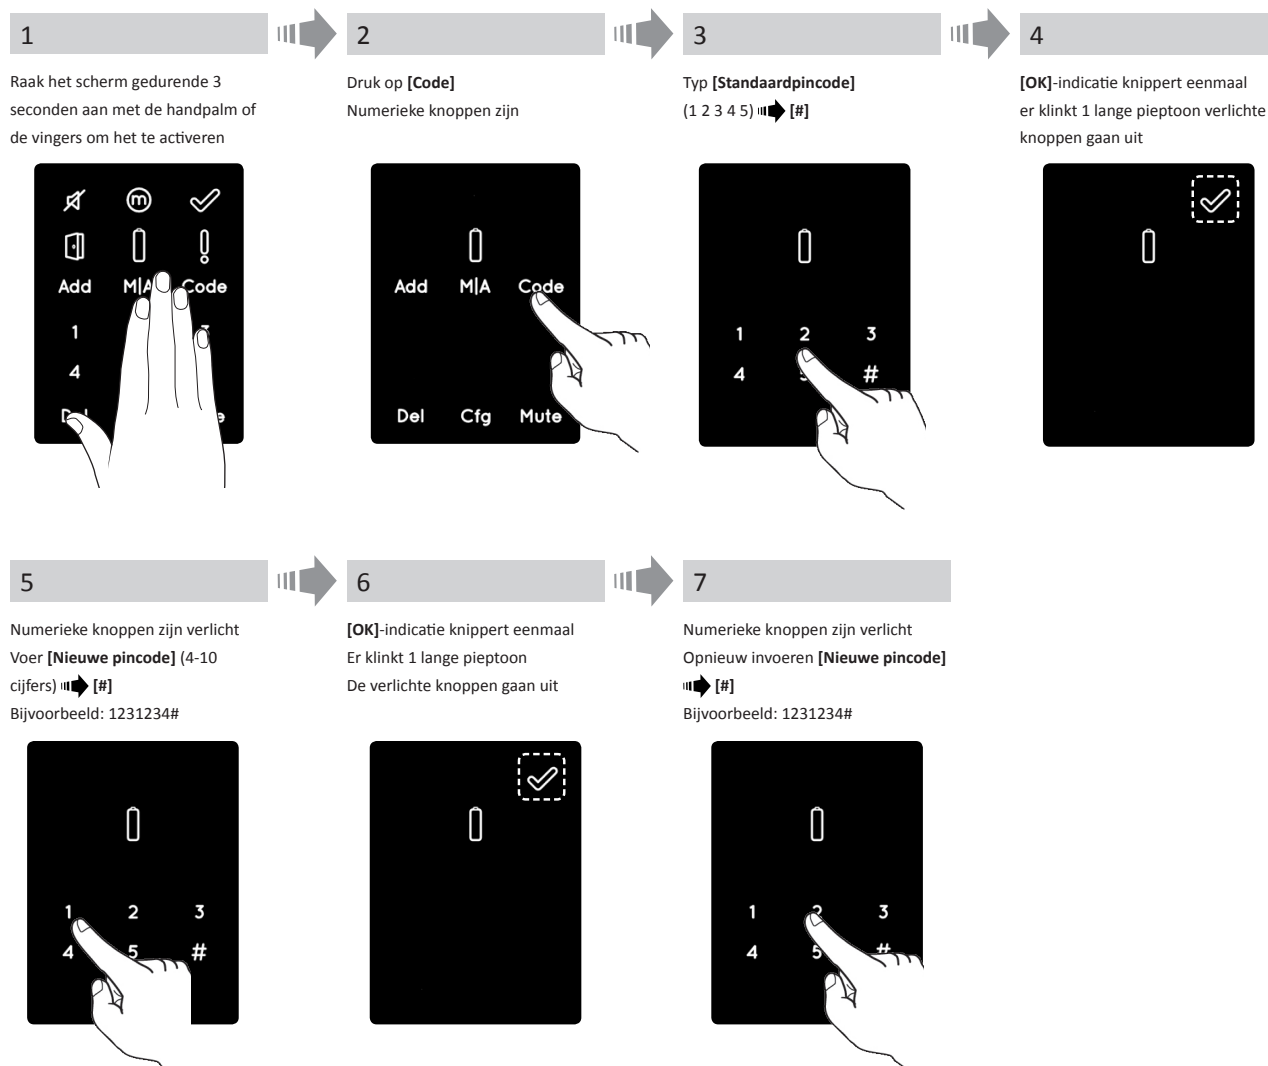 1
Raak het scherm gedurende 3
seconden aan met de handpalm of
de vingers om het te activeren
Add M|A Code
1
4
2
Druk op [Code]
Numerieke knoppen zijn
Add M|A Code
Del Cfg Mute
3
Typ [Standaardpincode]
(1 2 3 4 5) [#]
1 2 3
4 5 #
4
[OK]-indicatie knippert eenmaal
er klinkt 1 lange pieptoon verlichte
knoppen gaan uit
5
Numerieke knoppen zijn verlicht
Voer [Nieuwe pincode] (4-10
cijfers) [#]
Bijvoorbeeld: 1231234#
1 2 3
4 5 #
6
[OK]-indicatie knippert eenmaal
Er klinkt 1 lange pieptoon
De verlichte knoppen gaan uit
7
Numerieke knoppen zijn verlicht
Opnieuw invoeren [Nieuwe pincode]
[#]
Bijvoorbeeld: 1231234#
1 2 3
4 5 #